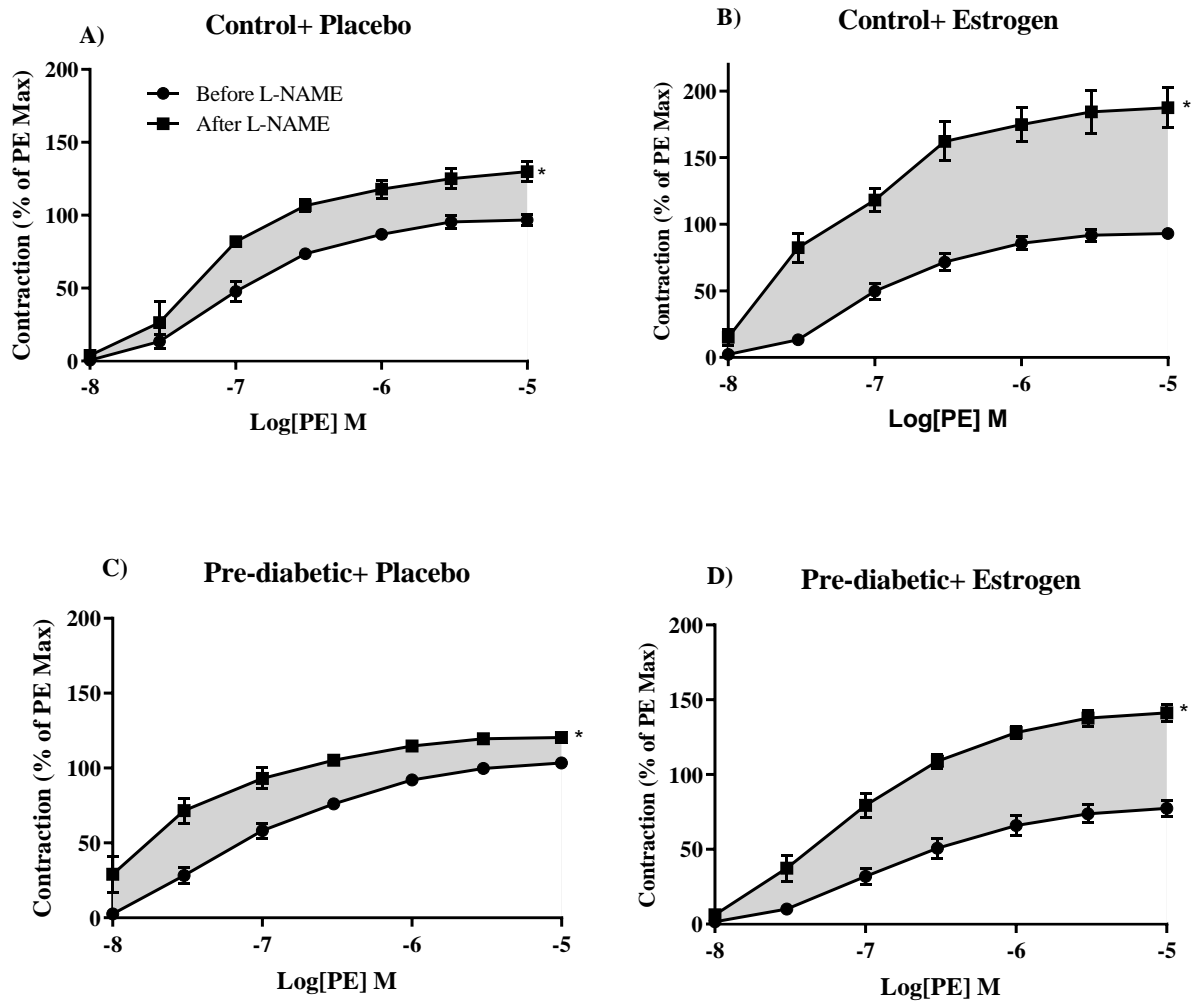 A)
Control+ Placebo
Contraction (% of PE Max)
200
150
100
50
0
Before L-NAME
After L-NAME
*
-8
-7
-6
-5
Log[PE] M
B)
Control+ Estrogen
Contraction (% of PE Max)
200
150
100
50
0
*
-8
-7
-6
-5
Log[PE] M
C)
Pre-diabetic+ Placebo
Contraction (% of PE Max)
200
150
100
50
0
*
-8
-7
-6
-5
Log[PE] M
D)
Pre-diabetic+ Estrogen
Contraction (% of PE Max)
200
150
100
50
0
*
-8
-7
-6
-5
Log[PE] M